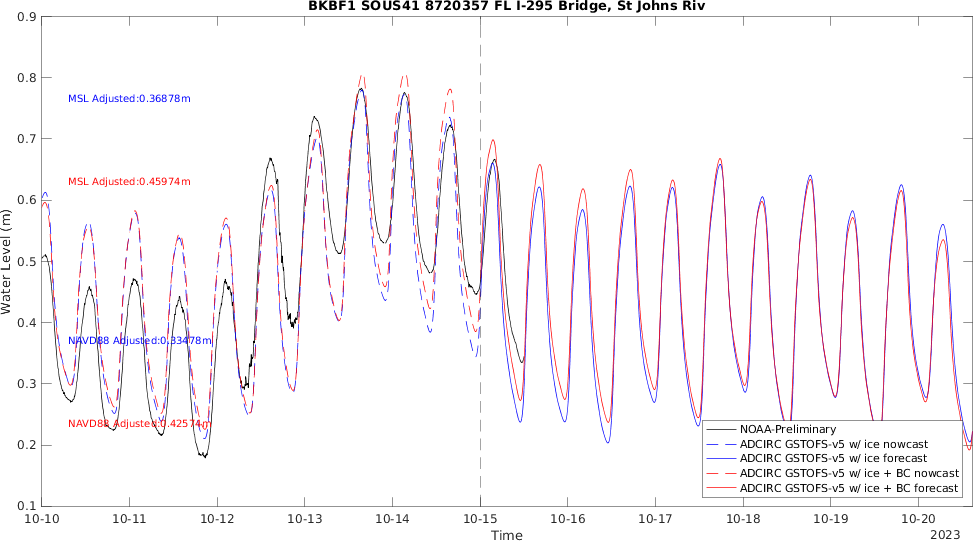 BKBF1 SOUS41 8720357 FL I-295 Bridge, St Johns Riv
0.9
0.8
0.7
0.6
0.5
0.4
0.3
0.2
0.1
Water Level (m)
MSL Adjusted:0.36878m
MSL Adjusted:0.45974m
NAVD88 Adjusted:0.33478m
NAVD88 Adjusted:0.42574m
NOAA-Preliminary
ADCIRC GSTOFS-v5 w/ ice nowcast
ADCIRC GSTOFS-v5 w/ ice forecast
ADCIRC GSTOFS-v5 w/ ice + BC nowcast
ADCIRC GSTOFS-v5 w/ ice + BC forecast
10-10 10-11 10-12 10-13 10-14 10-15 10-16 10-17 10-18 10-19 10-20
Time
2023